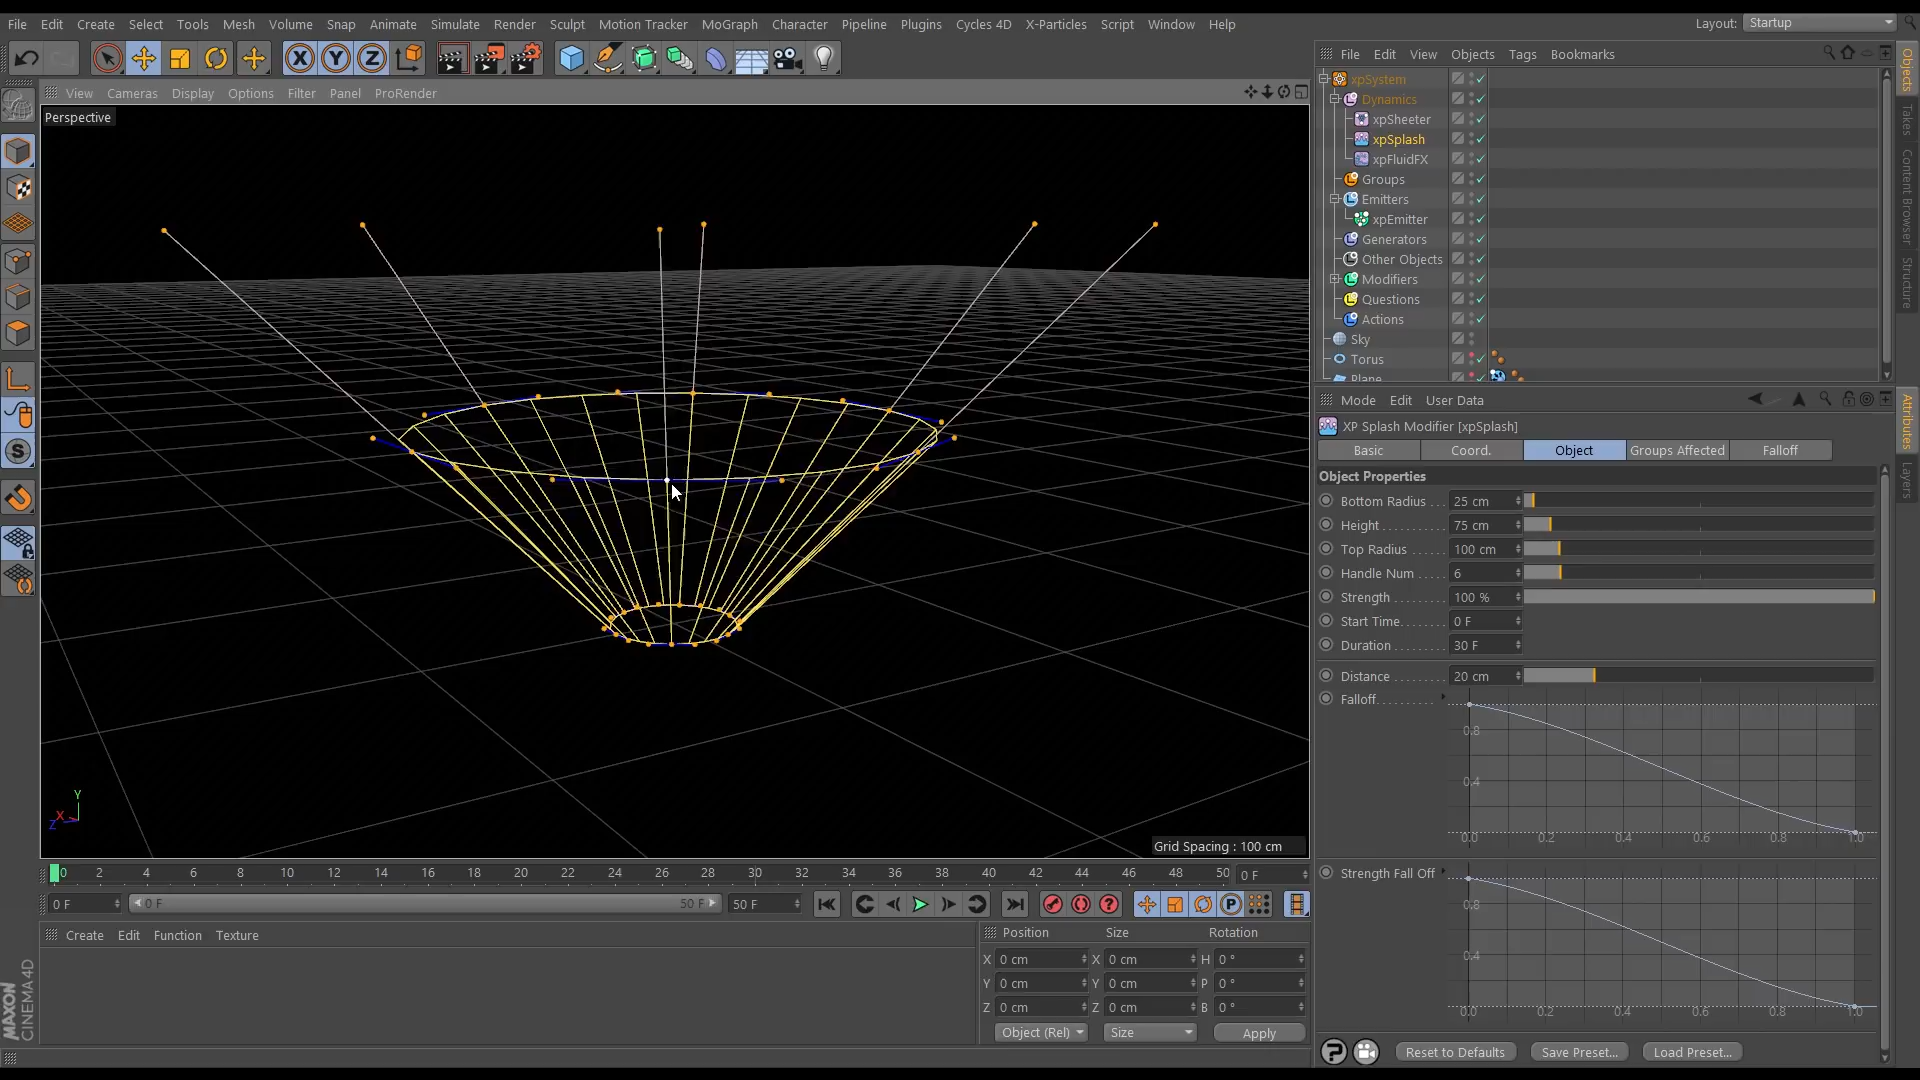 File Edit Create Select Tools Mesh Volume Snap Animate Simulate Render Sculpt Motion Tracker MoGraph Character Pipeline Plugins Cycles 4D X-Particles Script Window Help
Layout: Startup
X Y Z
File Edit View Objects Tags Bookmarks
View Cameras Display Options Filter Panel ProRender
Perspective
xpSystem
Dynamics
xpSheeter
xpSplash
xpFluidFX
Groups
Emitters
xpEmitter
Generators
Other Objects
Modifiers
Questions
Actions
Sky
Torus
Plane
Objects
Takes
Content Browser
Structure
Attributes
Layers
Mode Edit User Data
XP Splash Modifier [xpSplash]
Basic Coord. Object Groups Affected Falloff
Object Properties
Bottom Radius 25 cm
Height 75 cm
Top Radius 100 cm
Handle Num 6
Strength 100 %
Start Time 0 F
Duration 30 F
Distance 20 cm
Falloff
0.8
0.4
0.0 0.2 0.4 0.6 0.8 1.0
Strength Fall Off
0.8
0.4
0.0 0.2 0.4 0.6 0.8 1.0
Y
X
Z
Grid Spacing : 100 cm
0 2 4 6 8 10 12 14 16 18 20 22 24 26 28 30 32 34 36 38 40 42 44 46 48 50 0 F
0 F 0 F 50 F 50 F
Create Edit Function Texture
Position Size Rotation
X 0 cm X 0 cm H 0 °
Y 0 cm Y 0 cm P 0 °
Z 0 cm Z 0 cm B 0 °
Object (Rel) Size Apply
Reset to Defaults Save Preset... Load Preset...
MAXON
CINEMA 4D